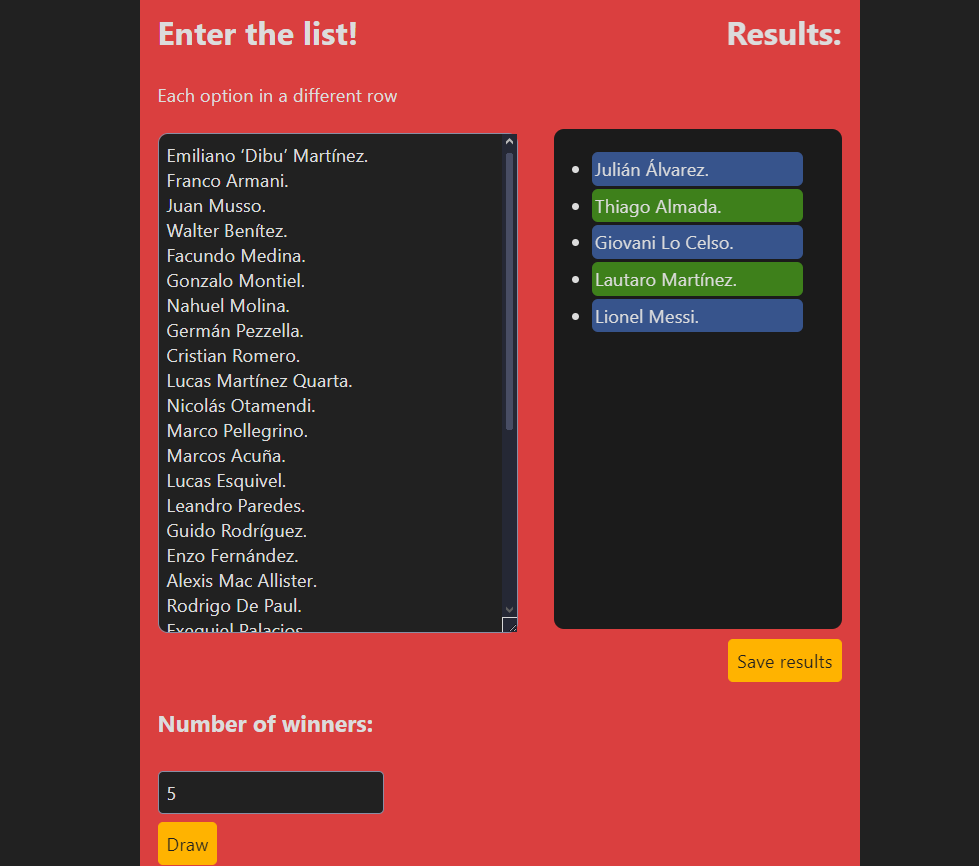 Enter the list!
Results:
Each option in a different row
Emiliano ‘Dibu’ Martínez.
Franco Armani.
Juan Musso.
Walter Benítez.
Facundo Medina.
Gonzalo Montiel.
Nahuel Molina.
Germán Pezzella.
Cristian Romero.
Lucas Martínez Quarta.
Nicolás Otamendi.
Marco Pellegrino.
Marcos Acuña.
Lucas Esquivel.
Leandro Paredes.
Guido Rodríguez.
Enzo Fernández.
Alexis Mac Allister.
Rodrigo De Paul.
Exequiel Palacios.
Julián Álvarez.
Thiago Almada.
Giovani Lo Celso.
Lautaro Martínez.
Lionel Messi.
Save results
Number of winners:
5
Draw